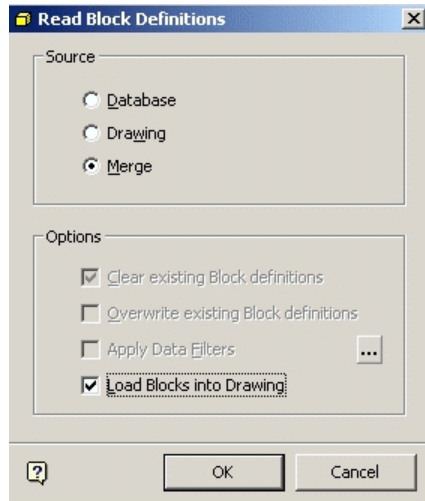 Read Block Definitions
Source
Database
Drawing
Merge
Options
Clear existing Block definitions
Overwrite existing Block definitions
Apply Data Filters
...
Load Blocks into Drawing
?
OK Cancel